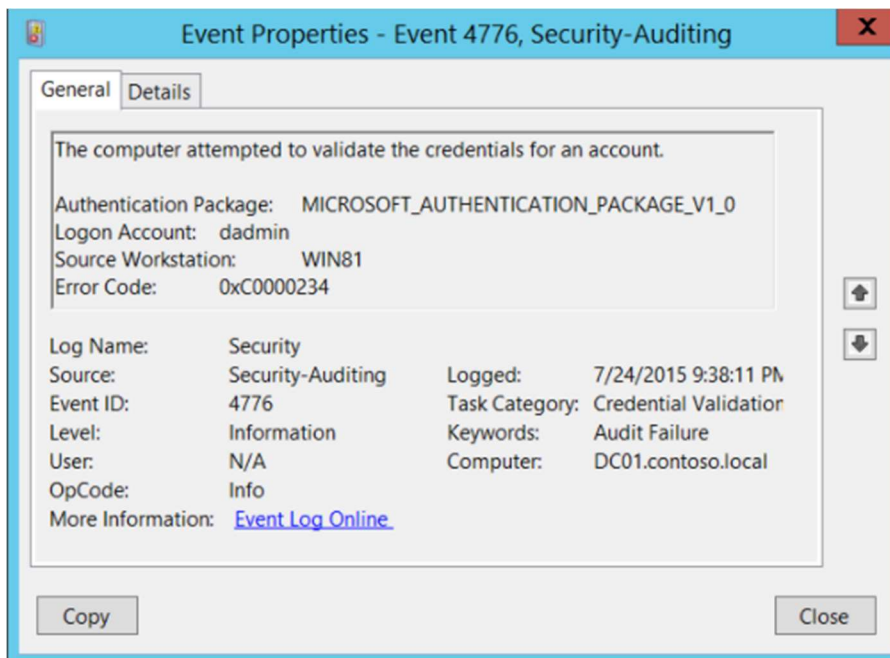 Event Properties - Event 4776, Security-Auditing
X
General Details
The computer attempted to validate the credentials for an account.
Authentication Package: MICROSOFT_AUTHENTICATION_PACKAGE_V1_0
Logon Account: dadmin
Source Workstation: WIN81
Error Code: 0xC0000234
Log Name: Security
Source: Security-Auditing Logged: 7/24/2015 9:38:11 PM
Event ID: 4776 Task Category: Credential Validation
Level: Information Keywords: Audit Failure
User: N/A Computer: DC01.contoso.local
OpCode: Info
More Information: Event Log Online
Copy Close